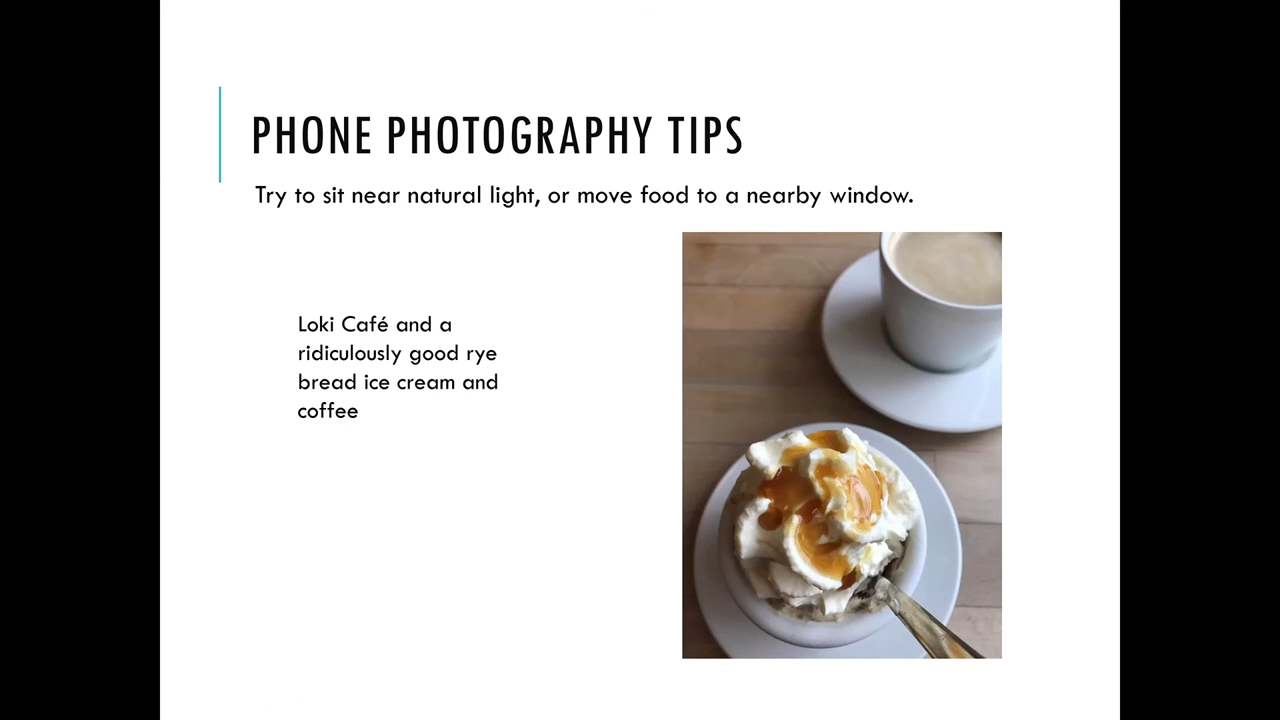 PHONE PHOTOGRAPHY TIPS
Try to sit near natural light, or move food to a nearby window.
Loki Café and a
ridiculously good rye
bread ice cream and
coffee